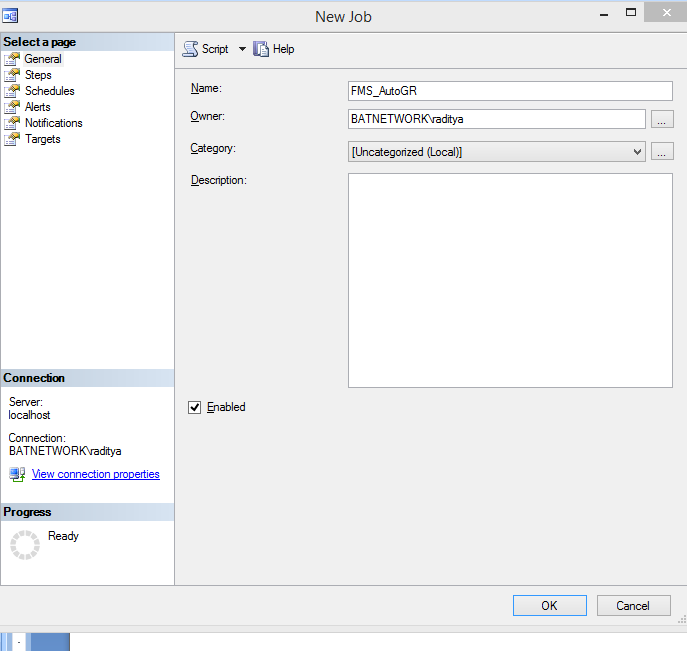 New Job
Select a page
General
Steps
Schedules
Alerts
Notifications
Targets
Script
Help
Name:
FMS_AutoGR
Owner:
BATNETWORK\raditya
...
Category:
[Uncategorized (Local)]
...
Description:
Enabled
Connection
Server:
localhost
Connection:
BATNETWORK\raditya
View connection properties
Progress
Ready
OK
Cancel